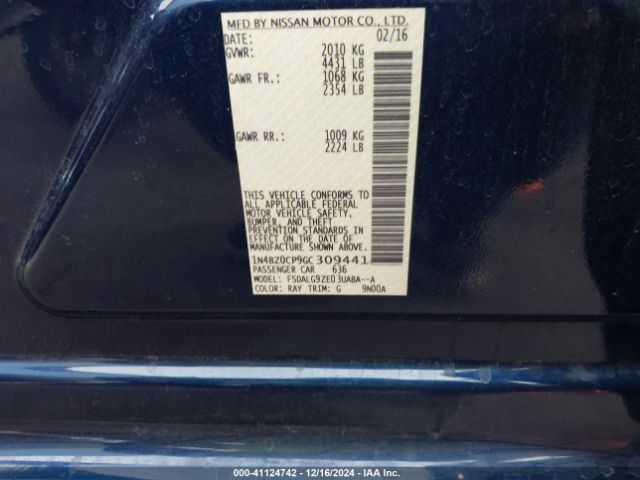 MFD BY NISSAN MOTOR CO., LTD.
DATE: 02/16
GVWR: 2010 KG
4431 LB
GAWR FR.: 1068 KG
2354 LB
GAWR RR.: 1009 KG
2224 LB
THIS VEHICLE CONFORMS TO
ALL APPLICABLE FEDERAL
MOTOR VEHICLE SAFETY,
BUMPER, AND THEFT
PREVENTION STANDARDS IN
EFFECT ON THE DATE OF
MANUFACTURE SHOWN ABOVE.
1N4BZ0CP9GC 309441
PASSENGER CAR 636
MODEL: FSDALG9ZE03UABA--A
COLOR: RAY TRIM: G 9N00A
000-41124742 - 12/16/2024 - IAA Inc.